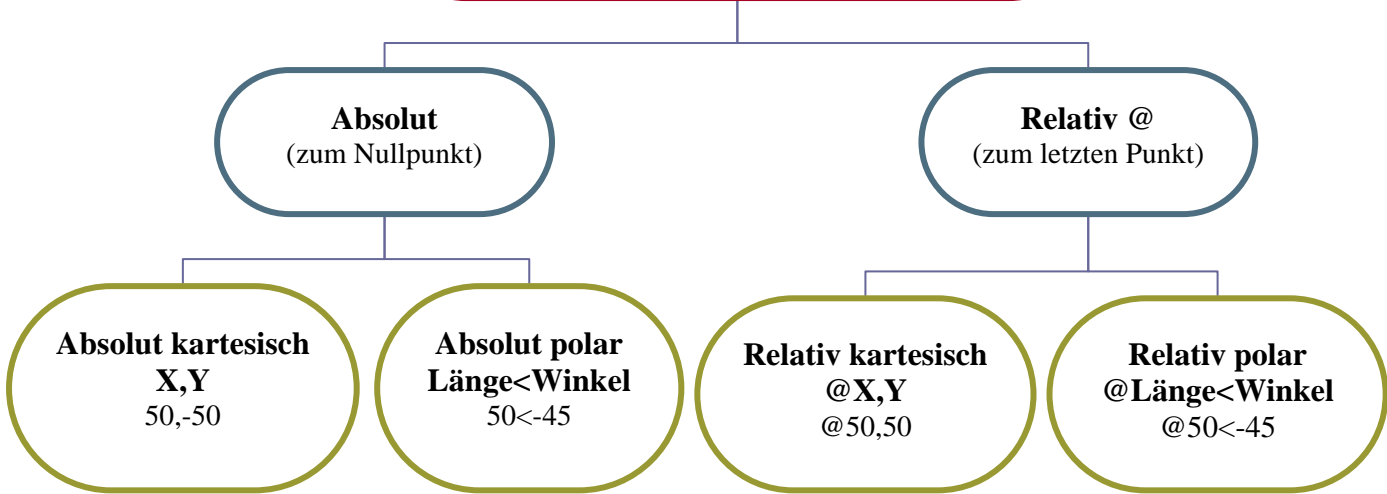 Absolut
(zum Nullpunkt)
Relativ @
(zum letzten Punkt)
Absolut kartesisch
X,Y
50,-50
Absolut polar
Länge<Winkel
50<-45
Relativ kartesisch
@X,Y
@50,50
Relativ polar
@Länge<Winkel
@50<-45